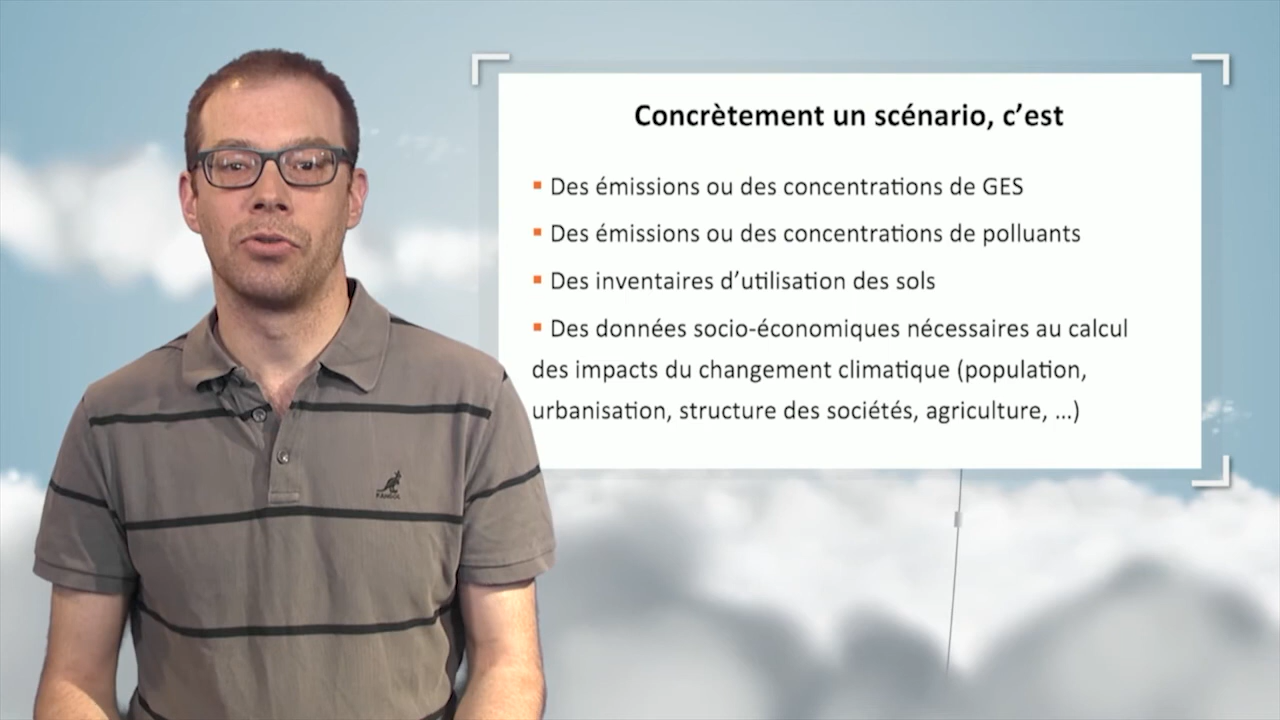 Concrètement un scénario, c’est
▪ Des émissions ou des concentrations de GES
▪ Des émissions ou des concentrations de polluants
▪ Des inventaires d’utilisation des sols
▪ Des données socio-économiques nécessaires au calcul
des impacts du changement climatique (population,
urbanisation, structure des sociétés, agriculture, ...)
KANGOL